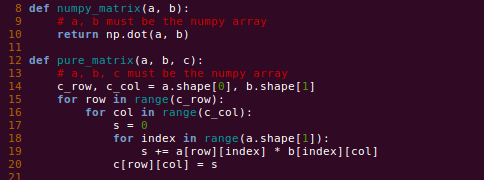 8 def numpy_matrix(a, b):
9     # a, b must be the numpy array
10     return np.dot(a, b)
11
12 def pure_matrix(a, b, c):
13     # a, b, c must be the numpy array
14     c_row, c_col = a.shape[0], b.shape[1]
15     for row in range(c_row):
16         for col in range(c_col):
17             s = 0
18             for index in range(a.shape[1]):
19                 s += a[row][index] * b[index][col]
20             c[row][col] = s
21